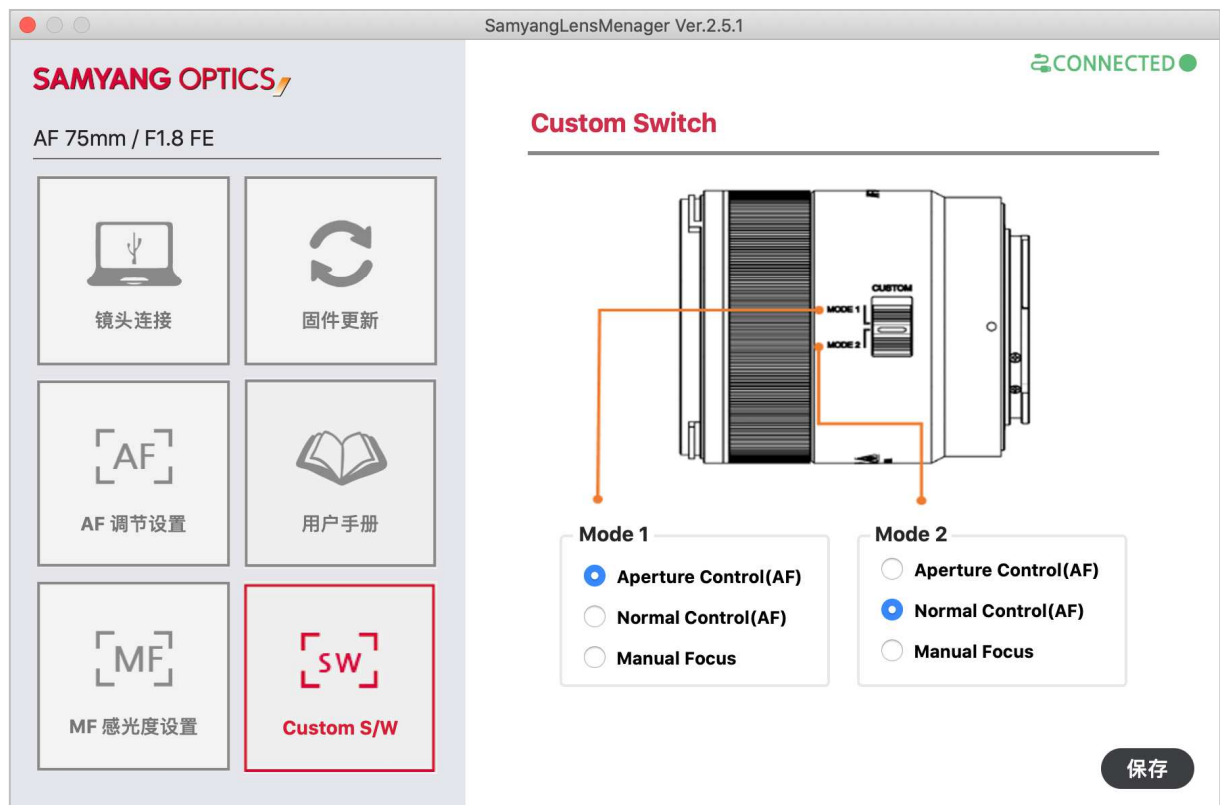 SamyangLensMenager Ver.2.5.1
SAMYANG OPTICS
CONNECTED
AF 75mm / F1.8 FE
镜头连接
固件更新
AF
AF 调节设置
用户手册
MF
MF 感光度设置
SW
Custom S/W
Custom Switch
CUSTOM
MODE 1
MODE 2
Mode 1
Aperture Control(AF)
Normal Control(AF)
Manual Focus
Mode 2
Aperture Control(AF)
Normal Control(AF)
Manual Focus
保存